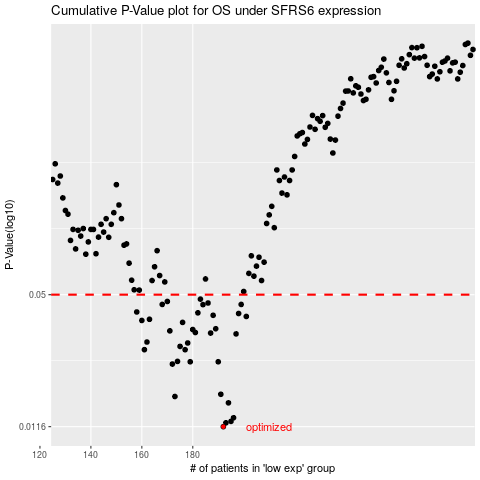 Cumulative P-Value plot for OS under SFRS6 expression
P-Value(log10)
0.05
0.0116
optimized
120 140 160 180
# of patients in 'low exp' group